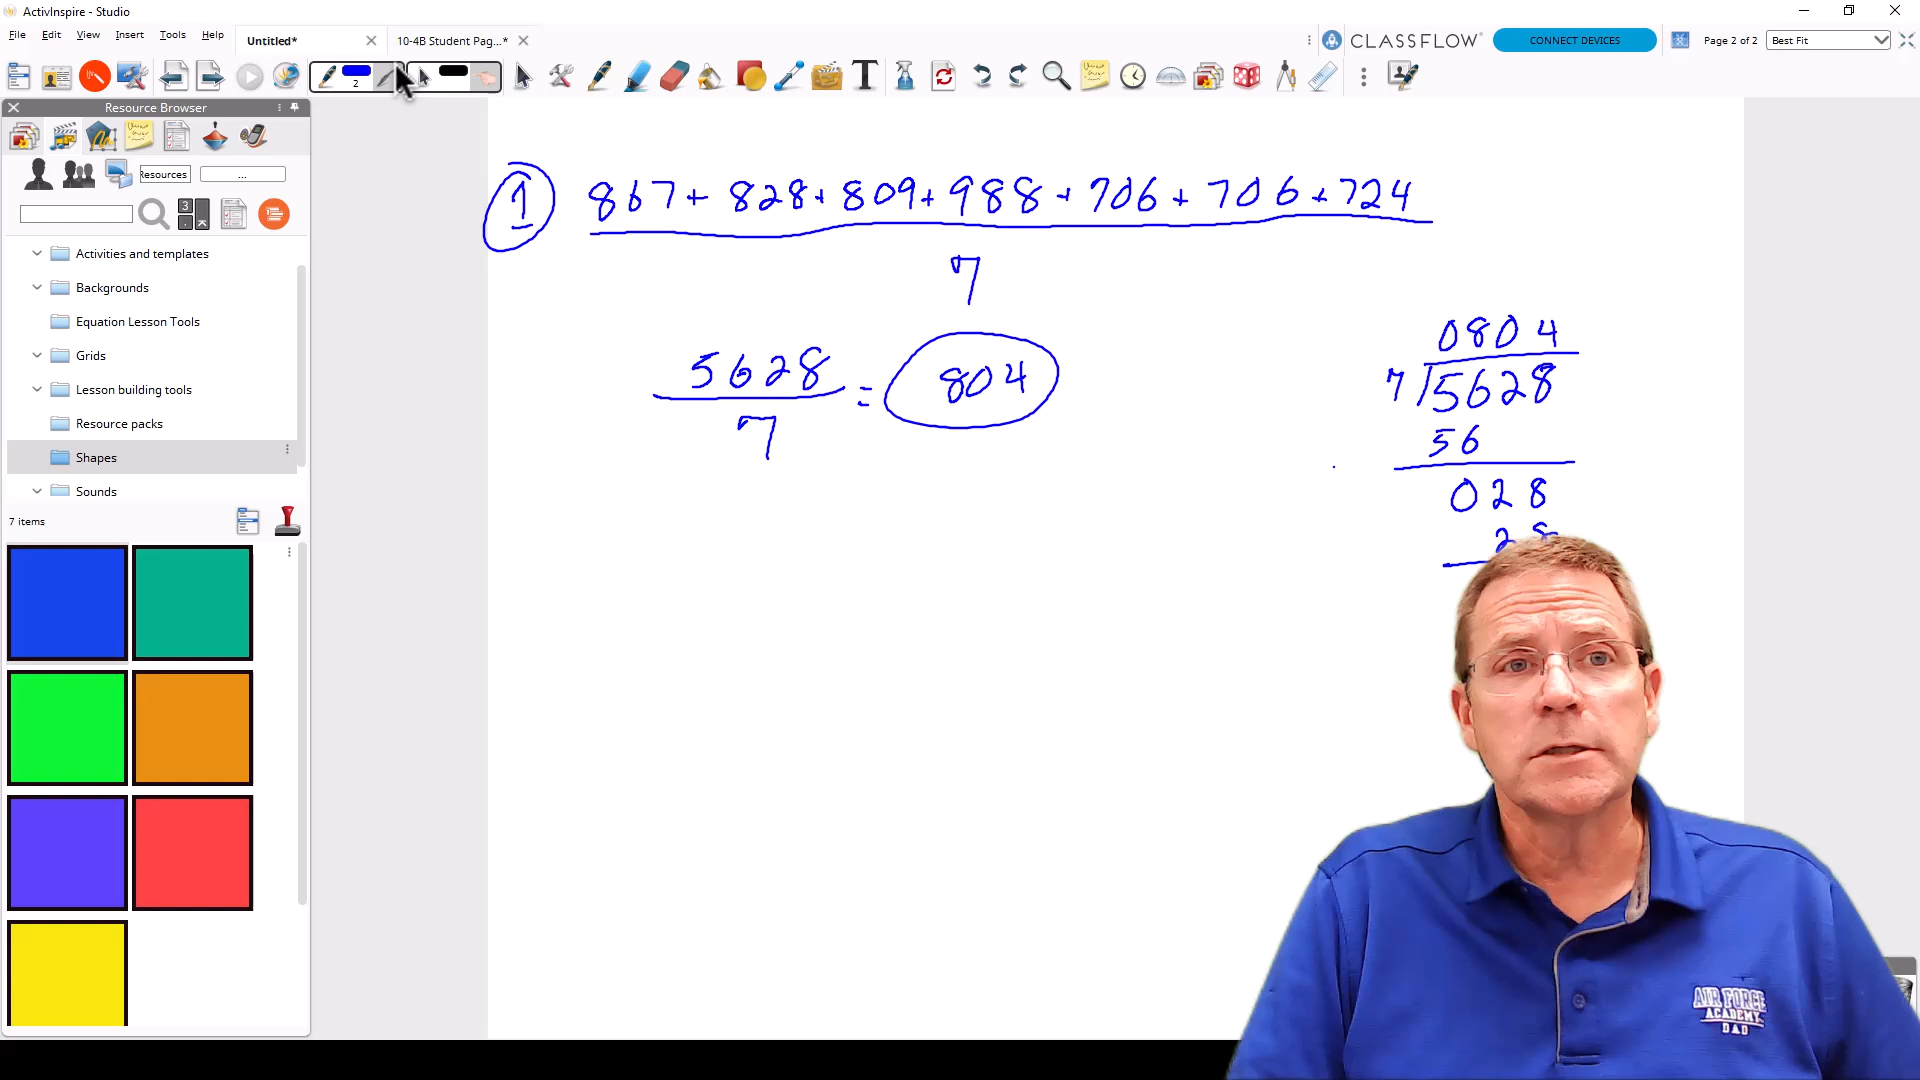 ActivInspire - Studio
File Edit View Insert Tools Help
Untitled* 10-4B Student Pag...*
CLASSFLOW
CONNECT DEVICES
Page 2 of 2 Best Fit
2
Resource Browser
Resources ...
3
Activities and templates
Backgrounds
Equation Lesson Tools
Grids
Lesson building tools
Resource packs
Shapes
Sounds
7 items
1 867+ 828+ 809+ 988 + 706 + 706 + 724
7
5628 = 804
7
0804
7 5628
56
028
28
AIR FORCE
ACADEMY
DAD